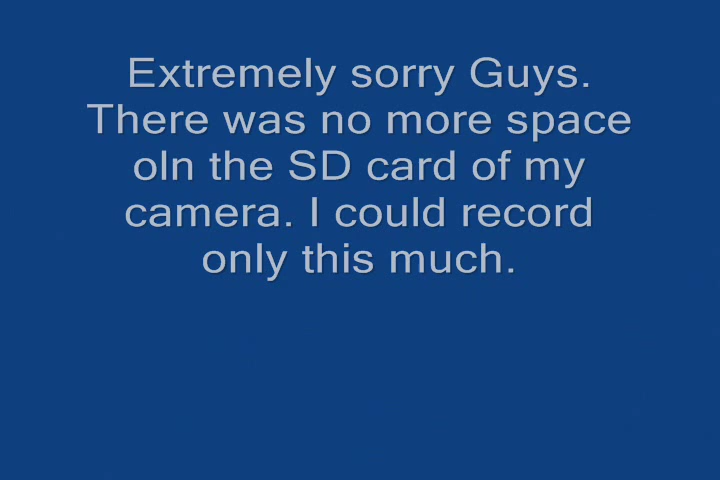 Extremely sorry Guys.
There was no more space
oln the SD card of my
camera. I could record
only this much.